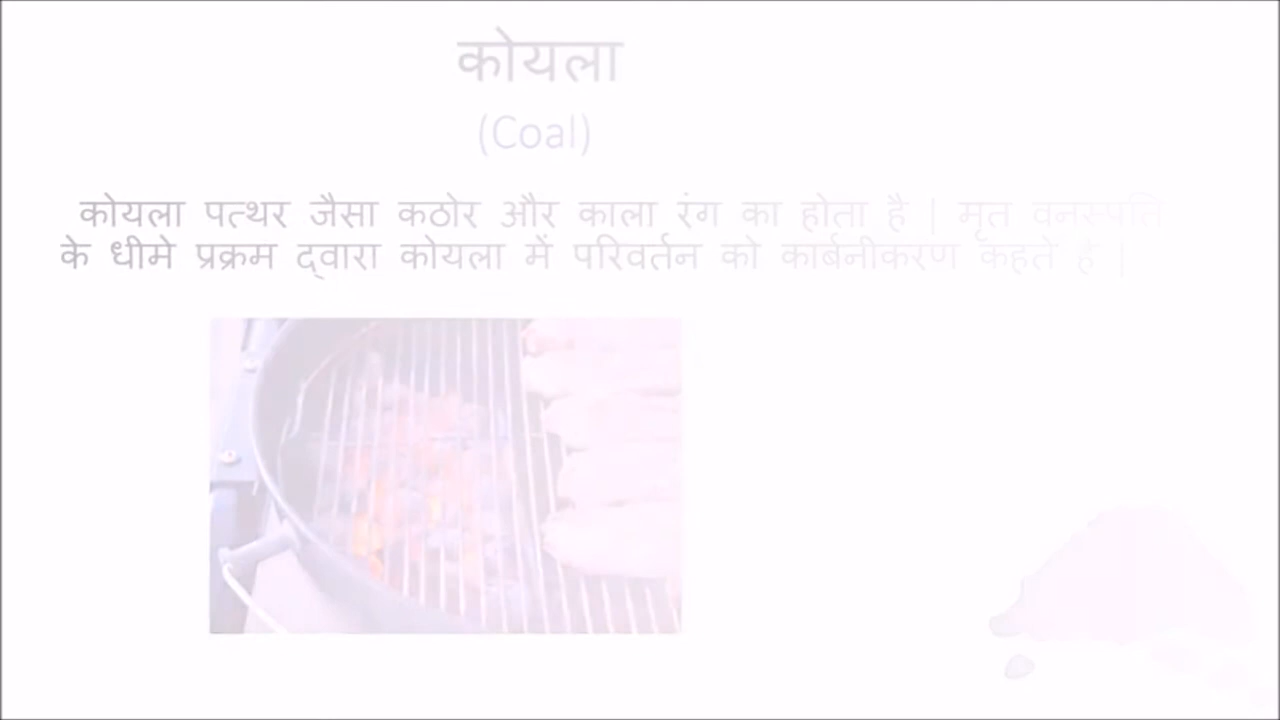 कोयला
(Coal)
कोयला पत्थर जैसा कठोर और काला रंग का होता है | मृत वनस्पति
के धीमे प्रक्रम द्वारा कोयला में परिवर्तन को कार्बनीकरण कहते है |